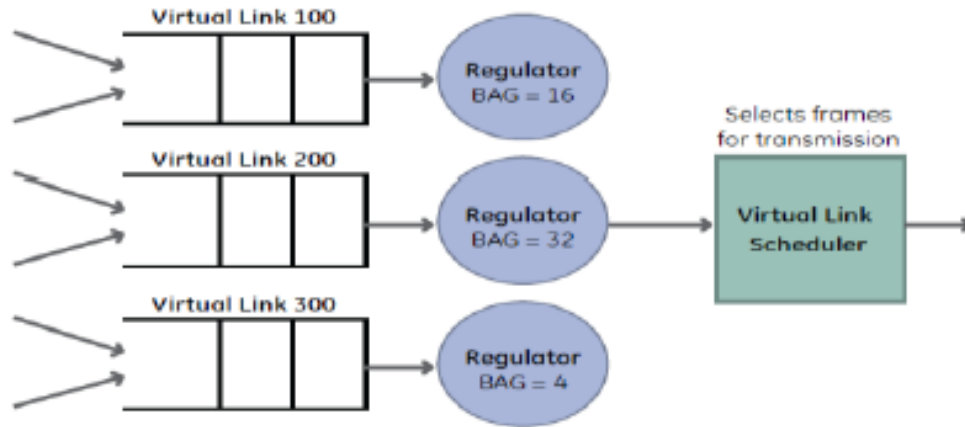 Virtual Link 100
Regulator
BAG = 16
Selects frames
for transmission
Virtual Link 200
Regulator
BAG = 32
Virtual Link
Scheduler
Virtual Link 300
Regulator
BAG = 4